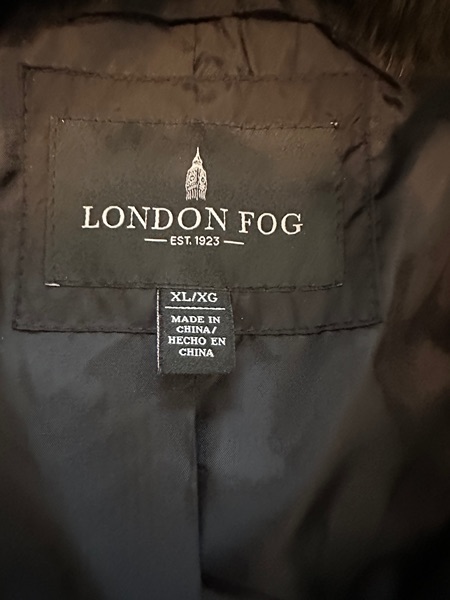 LONDON FOG
EST. 1923
XL/XG
MADE IN
CHINA/
HECHO EN
CHINA